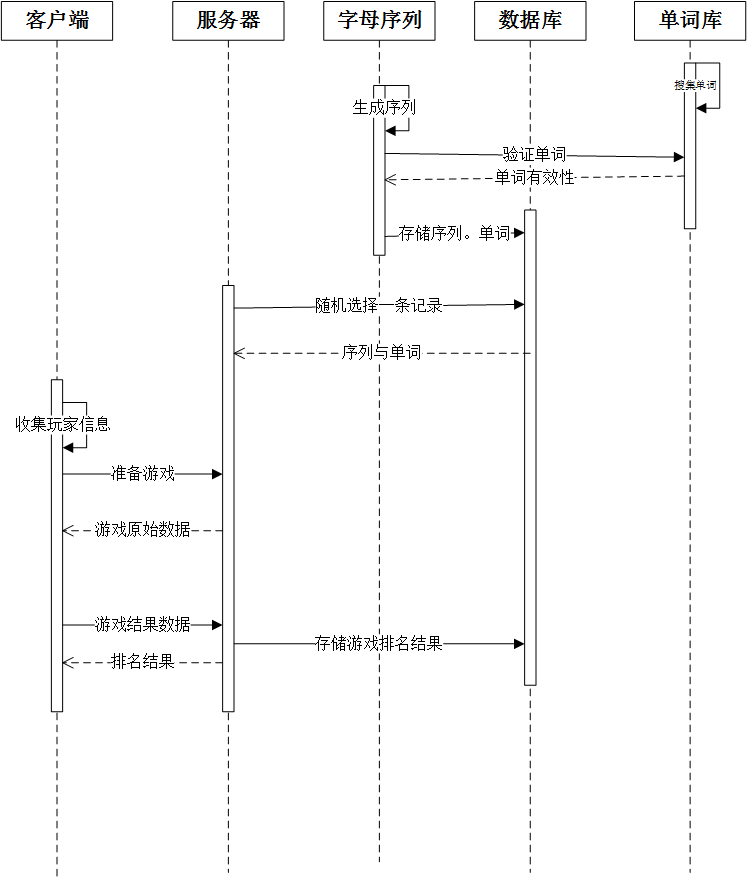 客户端
服务器
字母序列
数据库
单词库
搜集单词
生成序列
验证单词
单词有效性
存储序列。单词
随机选择一条记录
序列与单词
收集玩家信息
准备游戏
游戏原始数据
游戏结果数据
存储游戏排名结果
排名结果